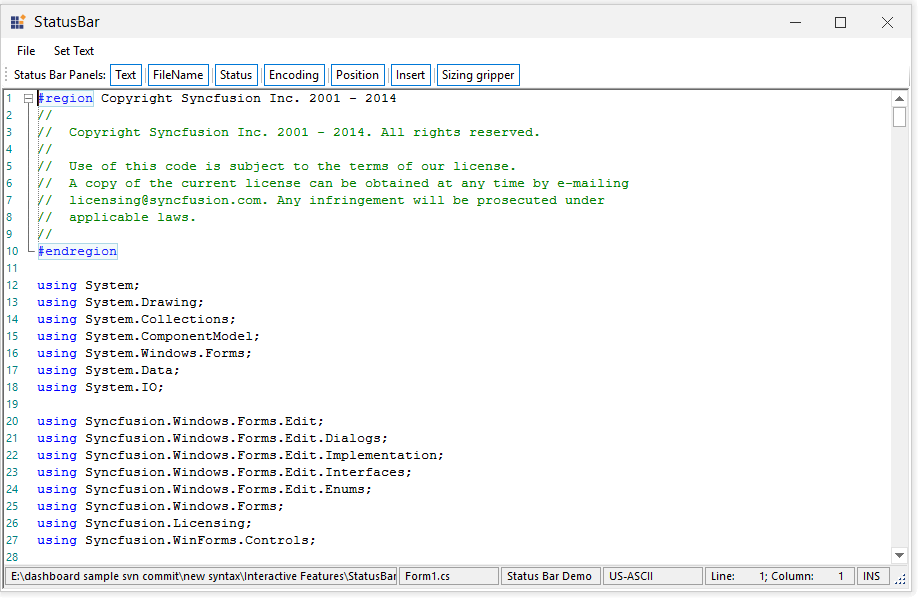 StatusBar
File Set Text
Status Bar Panels: Text FileName Status Encoding Position Insert Sizing gripper
1 #region Copyright Syncfusion Inc. 2001 - 2014
2 //
3 //  Copyright Syncfusion Inc. 2001 - 2014. All rights reserved.
4 //
5 //  Use of this code is subject to the terms of our license.
6 //  A copy of the current license can be obtained at any time by e-mailing
7 //  licensing@syncfusion.com. Any infringement will be prosecuted under
8 //  applicable laws.
9 //
10 #endregion
11
12 using System;
13 using System.Drawing;
14 using System.Collections;
15 using System.ComponentModel;
16 using System.Windows.Forms;
17 using System.Data;
18 using System.IO;
19
20 using Syncfusion.Windows.Forms.Edit;
21 using Syncfusion.Windows.Forms.Edit.Dialogs;
22 using Syncfusion.Windows.Forms.Edit.Implementation;
23 using Syncfusion.Windows.Forms.Edit.Interfaces;
24 using Syncfusion.Windows.Forms.Edit.Enums;
25 using Syncfusion.Windows.Forms;
26 using Syncfusion.Licensing;
27 using Syncfusion.WinForms.Controls;
28
E:\dashboard sample svn commit\new syntax\Interactive Features\StatusBar Form1.cs Status Bar Demo US-ASCII Line: 1; Column: 1 INS